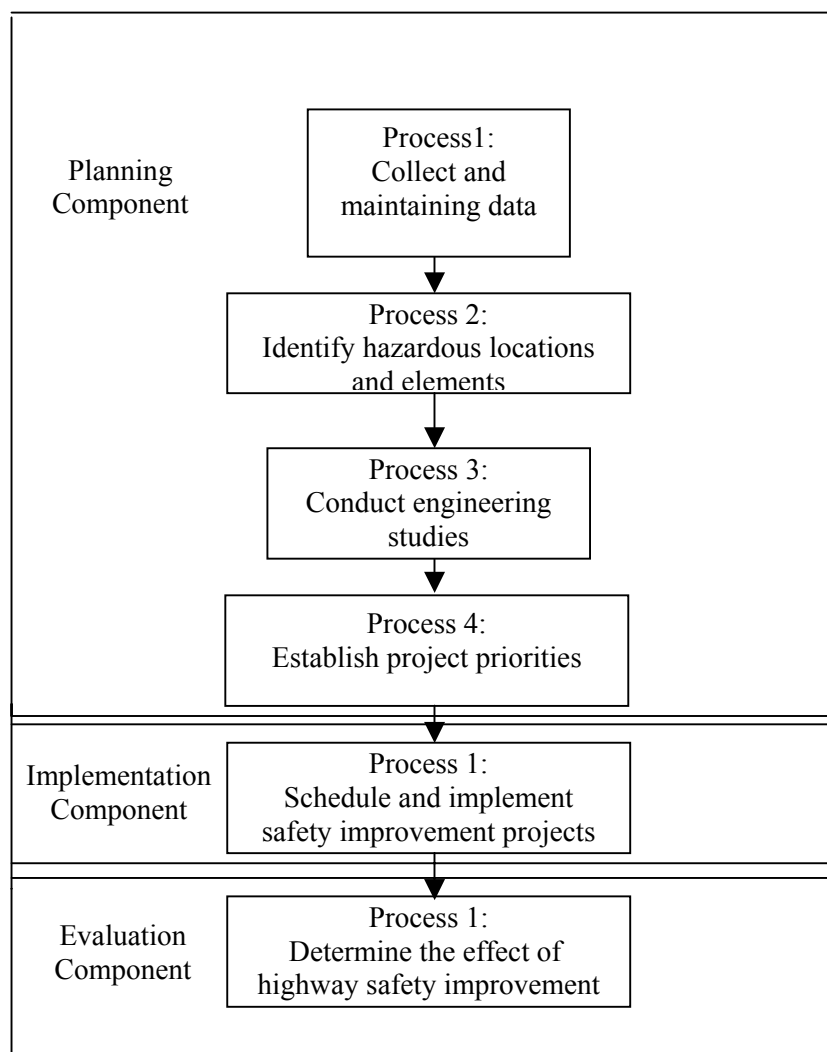 Planning
Component
Process1:
Collect and
maintaining data
Process 2:
Identify hazardous locations
and elements
Process 3:
Conduct engineering
studies
Process 4:
Establish project priorities
Implementation
Component
Process 1:
Schedule and implement
safety improvement projects
Evaluation
Component
Process 1:
Determine the effect of
highway safety improvement